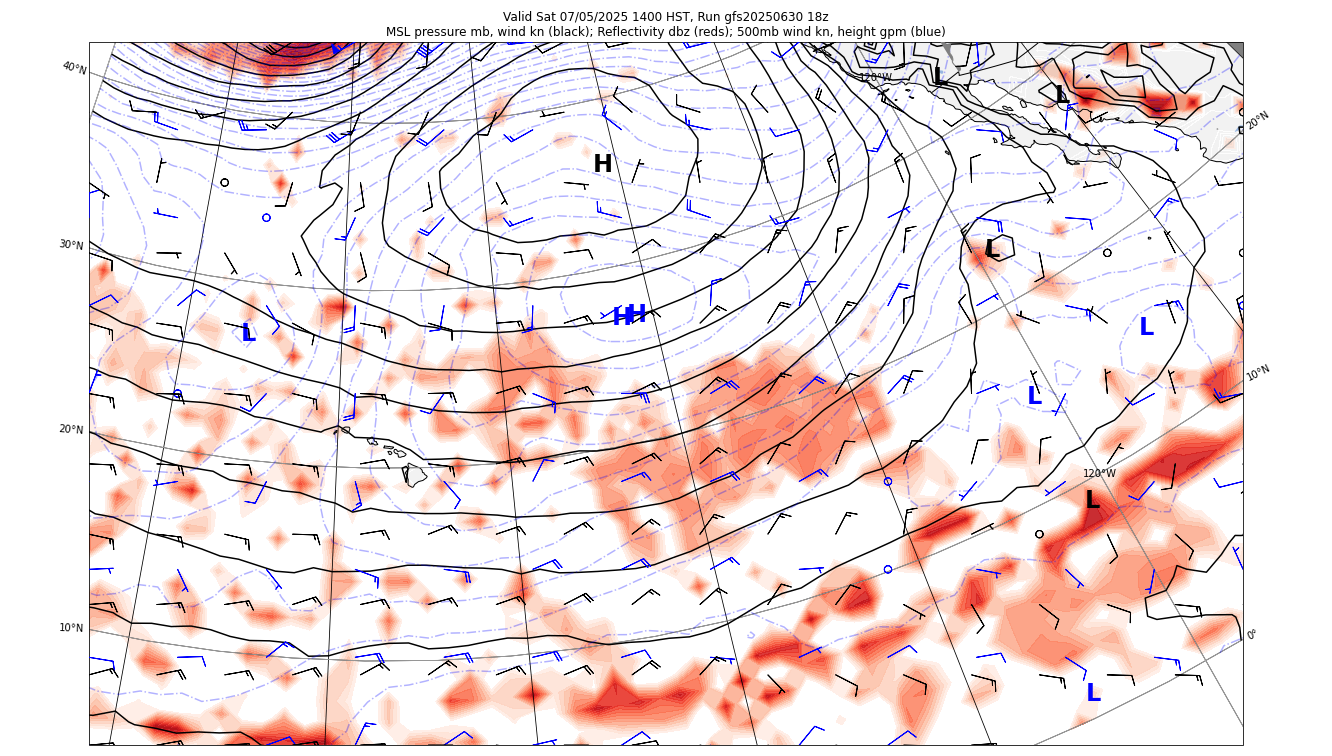 Valid Sat 07/05/2025 1400 HST, Run gfs20250630 18z
MSL pressure mb, wind kn (black); Reflectivity dbz (reds); 500mb wind kn, height gpm (blue)
40°N
120°W
L
L
20°N
H
30°N
L
H
H
L
L
10°N
L
20°N
120°W
L
10°N
0°
L